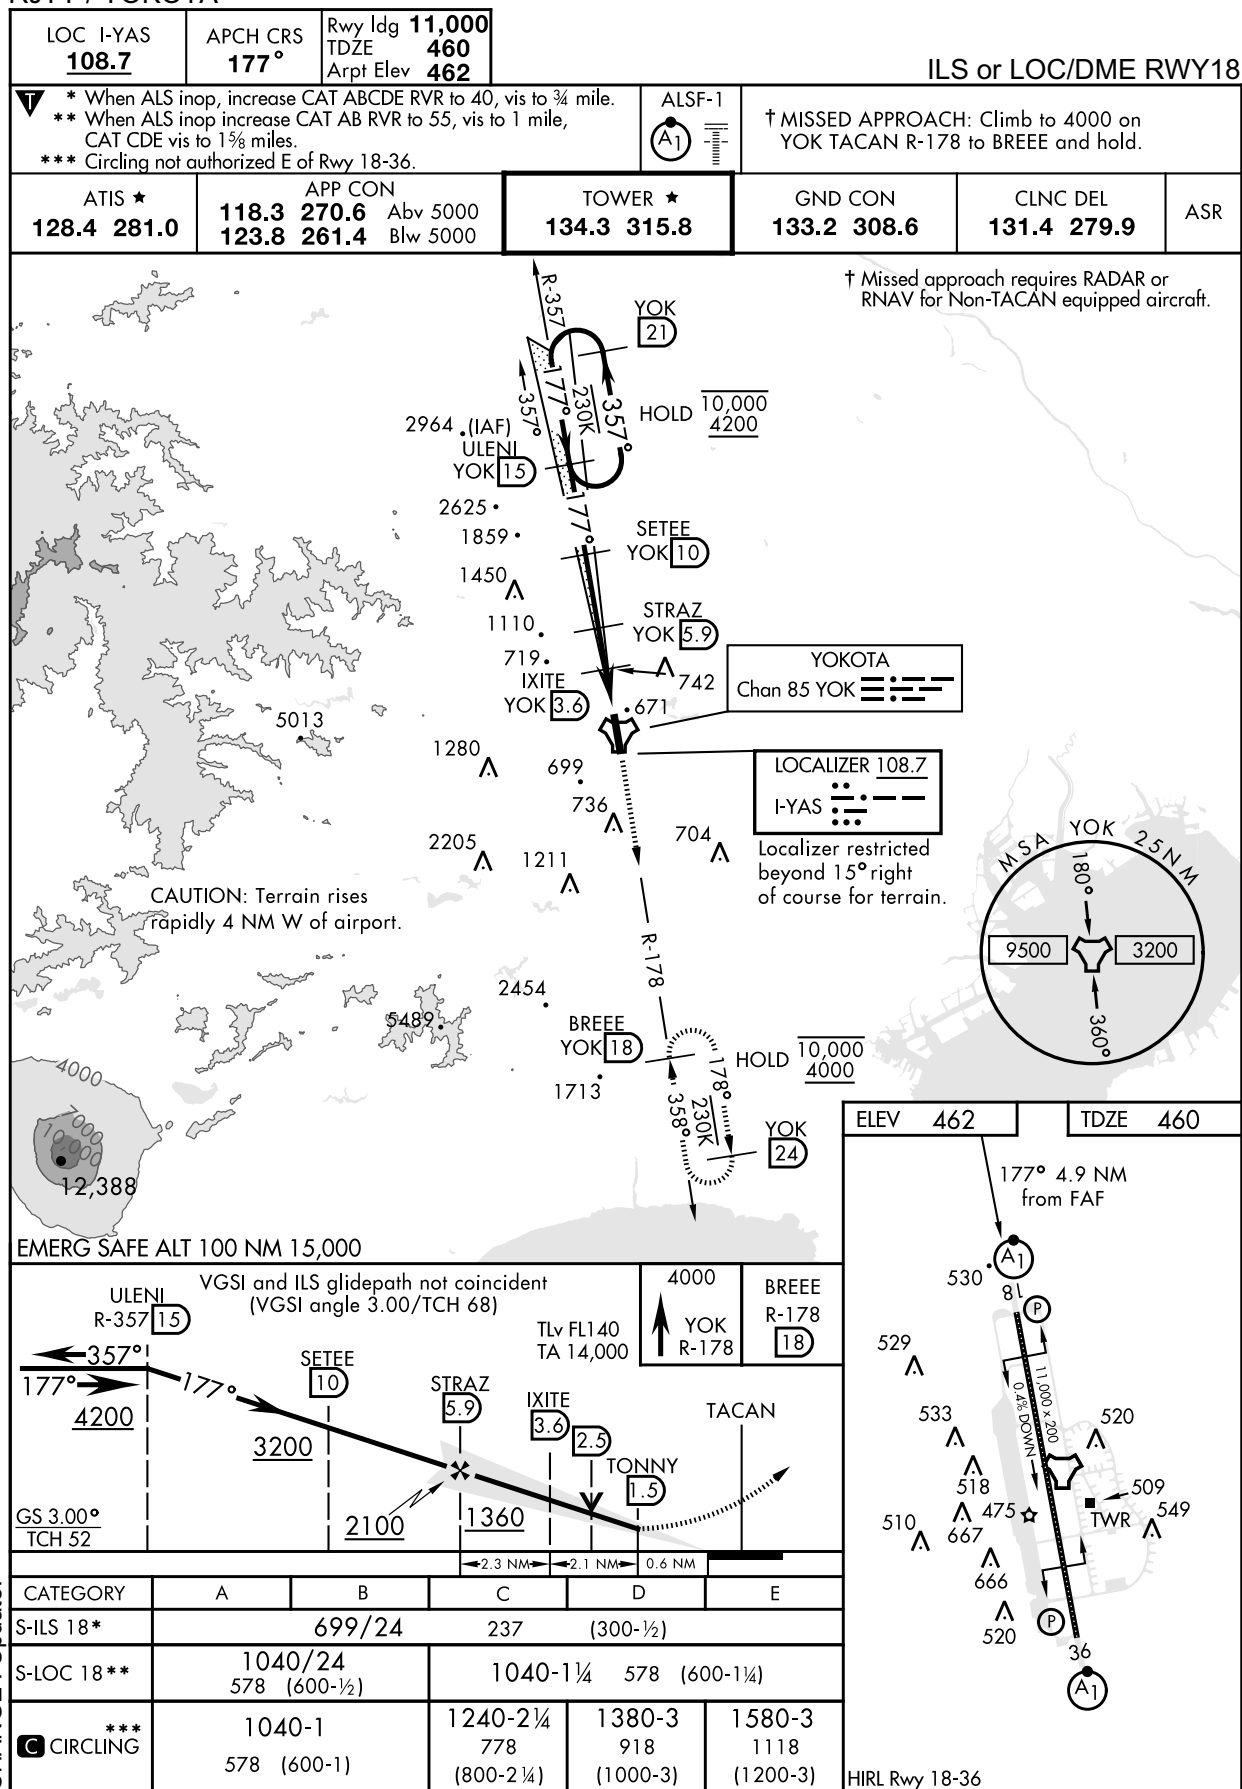 LOC I-YAS
108.7
APCH CRS
177°
Rwy ldg 11,000
TDZE 460
Arpt Elev 462
ILS or LOC/DME RWY18
T
* When ALS inop, increase CAT ABCDE RVR to 40, vis to ¾ mile.
** When ALS inop increase CAT AB RVR to 55, vis to 1 mile,
CAT CDE vis to 1⅝ miles.
*** Circling not authorized E of Rwy 18-36.
ALSF-1
A1
† MISSED APPROACH: Climb to 4000 on
YOK TACAN R-178 to BREEE and hold.
ATIS ★
128.4 281.0
APP CON
118.3 270.6 Abv 5000
123.8 261.4 Blw 5000
TOWER ★
134.3 315.8
GND CON
133.2 308.6
CLNC DEL
131.4 279.9
ASR
† Missed approach requires RADAR or
RNAV for Non-TACAN equipped aircraft.
R-357
YOK
21
177°
230K
357°
357°
HOLD
10,000
4200
2964
(IAF)
ULENI
YOK 15
2625
177°
1859
SETEE
YOK 10
1450
1110
STRAZ
YOK 5.9
719
IXITE
YOK 3.6
742
671
YOKOTA
Chan 85 YOK
5013
1280
699
736
LOCALIZER 108.7
I-YAS
2205
1211
704
Localizer restricted
beyond 15° right
of course for terrain.
MSA YOK 25NM
180°
9500
3200
360°
CAUTION: Terrain rises
rapidly 4 NM W of airport.
R-178
2454
5489
BREEE
YOK 18
HOLD
10,000
4000
1713
178°
230K
358°
YOK
24
4000
7000
10,000
12,388
EMERG SAFE ALT 100 NM 15,000
ELEV 462
TDZE 460
177° 4.9 NM
from FAF
A1
530
18
P
529
11,000 x 200
0.4% DOWN
533
520
518
509
475
TWR
549
510
667
666
520
P
36
A1
HIRL Rwy 18-36
VGSI and ILS glidepath not coincident
(VGSI angle 3.00/TCH 68)
ULENI
R-357 15
TLv FL140
TA 14,000
4000
YOK
R-178
BREEE
R-178
18
357°
177°
4200
177°
SETEE
10
3200
STRAZ
5.9
2100
IXITE
3.6
1360
2.5
TONNY
1.5
TACAN
GS 3.00°
TCH 52
2.3 NM
2.1 NM
0.6 NM
CATEGORY A B C D E
S-ILS 18* 699/24 237 (300-½)
S-LOC 18** 1040/24 578 (600-½) 1040-1¼ 578 (600-1¼)
C CIRCLING *** 1040-1 578 (600-1) 1240-2¼ 778 (800-2¼) 1380-3 918 (1000-3) 1580-3 1118 (1200-3)